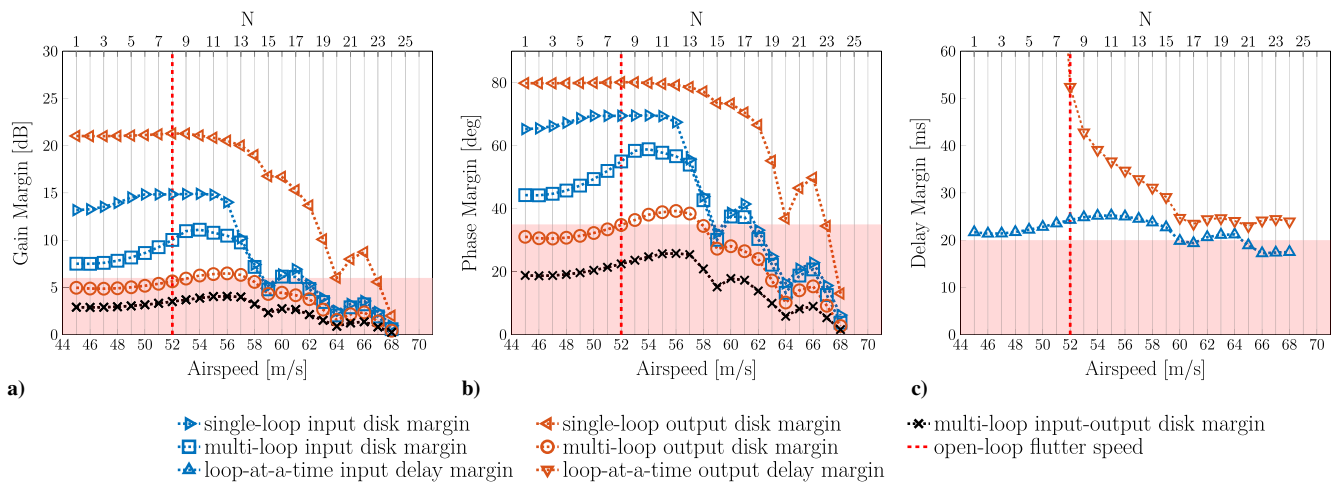 N
1 3 5 7 9 11 13 15 17 19 21 23 25
30
25
20
15
10
5
0
Gain Margin [dB]
44 46 48 50 52 54 56 58 60 62 64 66 68 70
Airspeed [m/s]
a)
N
1 3 5 7 9 11 13 15 17 19 21 23 25
80
60
40
20
0
Phase Margin [deg]
44 46 48 50 52 54 56 58 60 62 64 66 68 70
Airspeed [m/s]
b)
N
1 3 5 7 9 11 13 15 17 19 21 23 25
60
50
40
30
20
10
0
Delay Margin [ms]
44 46 48 50 52 54 56 58 60 62 64 66 68 70
Airspeed [m/s]
c)
single-loop input disk margin
multi-loop input disk margin
loop-at-a-time input delay margin
single-loop output disk margin
multi-loop output disk margin
loop-at-a-time output delay margin
multi-loop input-output disk margin
open-loop flutter speed